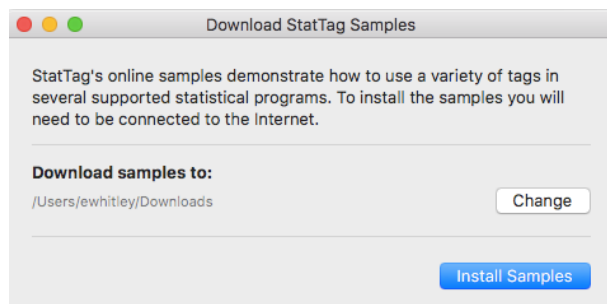 Download StatTag Samples
StatTag's online samples demonstrate how to use a variety of tags in
several supported statistical programs. To install the samples you will
need to be connected to the Internet.
Download samples to:
/Users/ewhitley/Downloads
Change
Install Samples